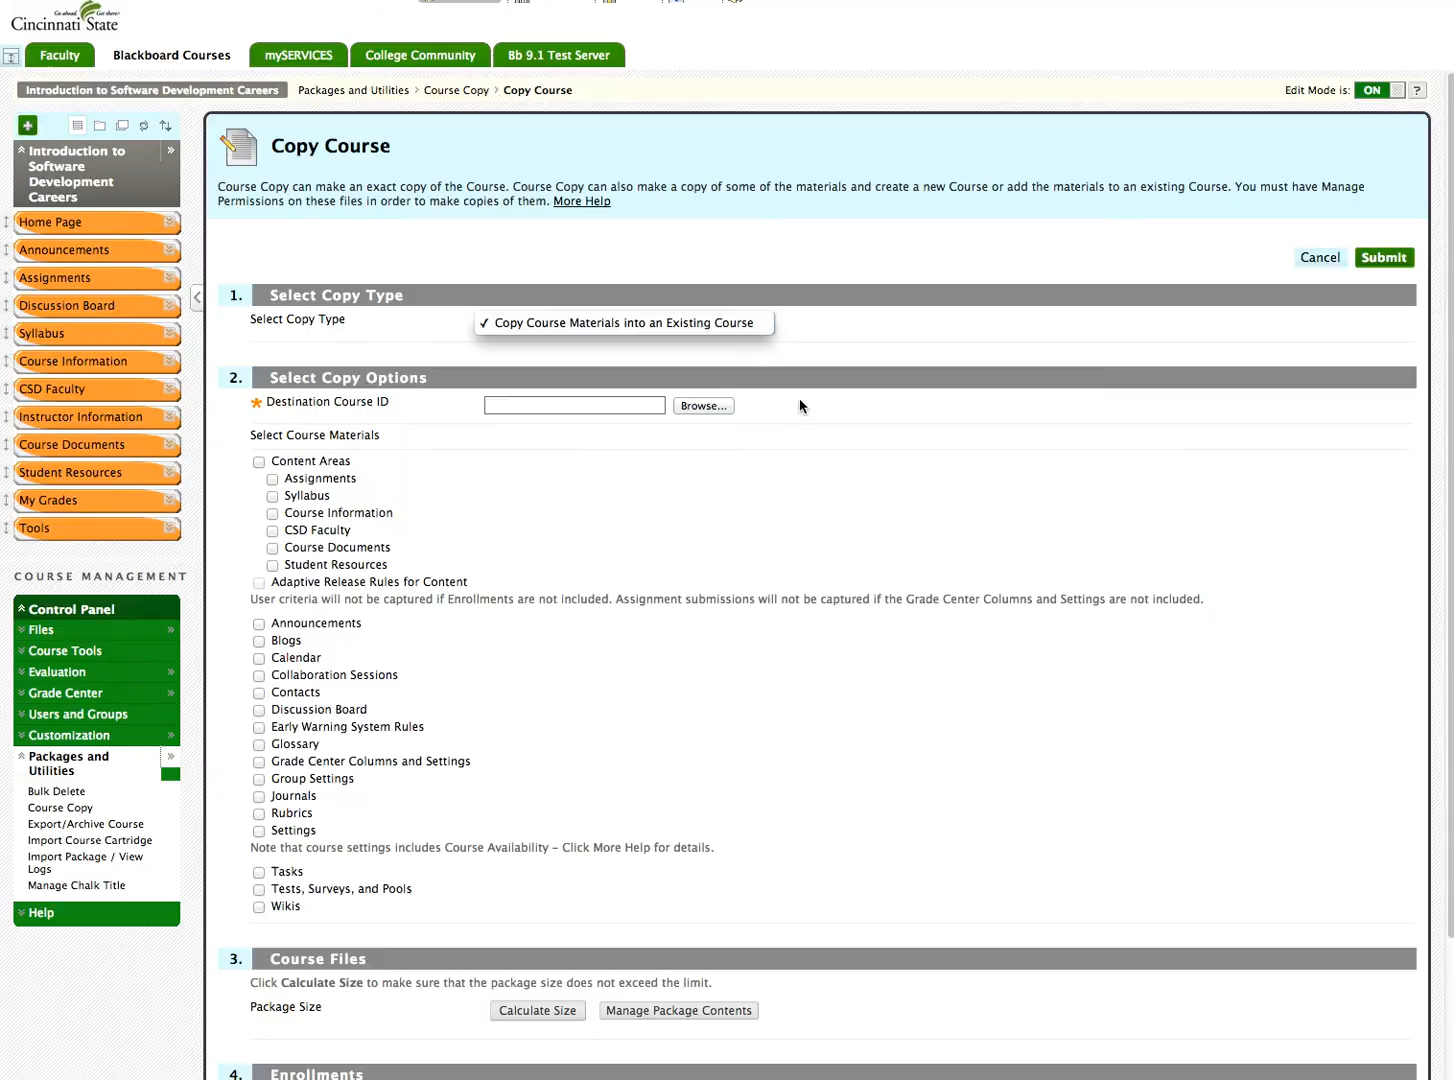 Go ahead. Get there.
Cincinnati State
Faculty
Blackboard Courses
mySERVICES
College Community
Bb 9.1 Test Server
Introduction to Software Development Careers
Packages and Utilities > Course Copy > Copy Course
Edit Mode is: ON ?
Introduction to
Software
Development
Careers
Home Page
Announcements
Assignments
Discussion Board
Syllabus
Course Information
CSD Faculty
Instructor Information
Course Documents
Student Resources
My Grades
Tools
COURSE MANAGEMENT
Control Panel
Files
Course Tools
Evaluation
Grade Center
Users and Groups
Customization
Packages and
Utilities
Bulk Delete
Course Copy
Export/Archive Course
Import Course Cartridge
Import Package / View
Logs
Manage Chalk Title
Help
Copy Course
Course Copy can make an exact copy of the Course. Course Copy can also make a copy of some of the materials and create a new Course or add the materials to an existing Course. You must have Manage
Permissions on these files in order to make copies of them. More Help
Cancel
Submit
1. Select Copy Type
Select Copy Type
✓ Copy Course Materials into an Existing Course
2. Select Copy Options
* Destination Course ID
Browse...
Select Course Materials
Content Areas
Assignments
Syllabus
Course Information
CSD Faculty
Course Documents
Student Resources
Adaptive Release Rules for Content
User criteria will not be captured if Enrollments are not included. Assignment submissions will not be captured if the Grade Center Columns and Settings are not included.
Announcements
Blogs
Calendar
Collaboration Sessions
Contacts
Discussion Board
Early Warning System Rules
Glossary
Grade Center Columns and Settings
Group Settings
Journals
Rubrics
Settings
Note that course settings includes Course Availability – Click More Help for details.
Tasks
Tests, Surveys, and Pools
Wikis
3. Course Files
Click Calculate Size to make sure that the package size does not exceed the limit.
Package Size
Calculate Size
Manage Package Contents
4. Enrollments